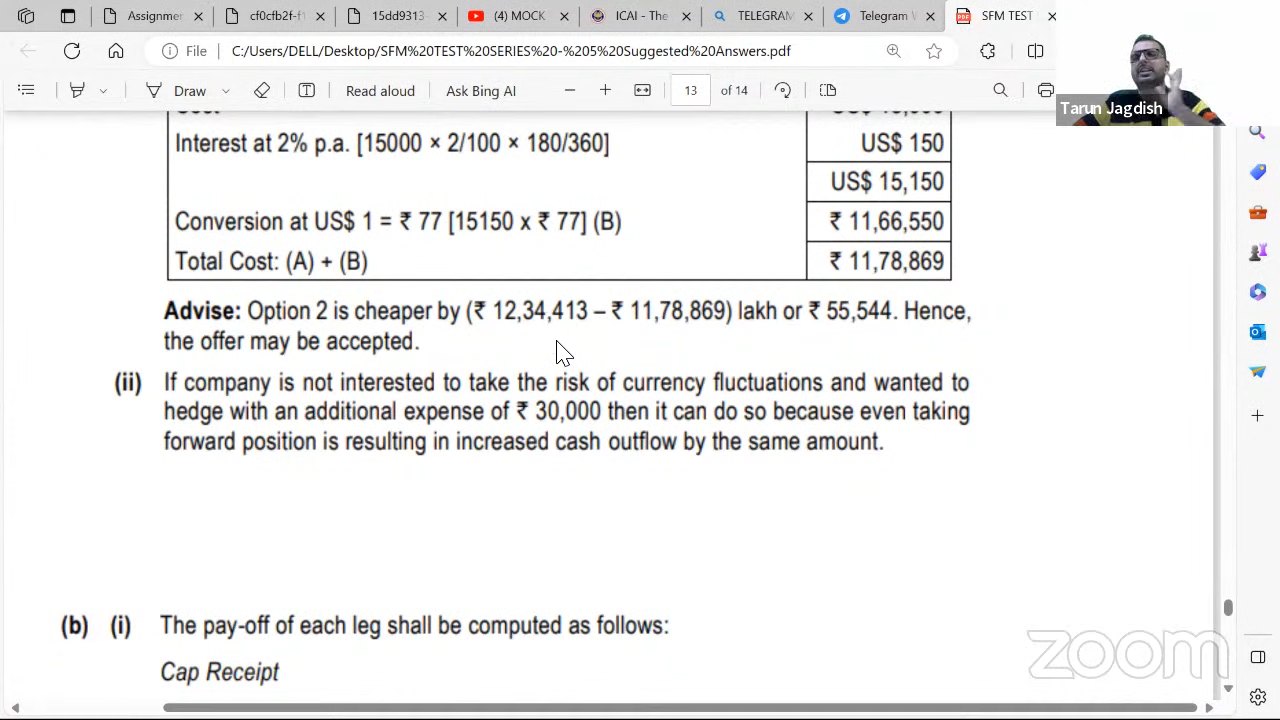 Assignmer
cf0cfb2f-f1
15dd9313-
(4) MOCK
ICAI - The
TELEGRAM
Telegram W
SFM TEST
File
C:/Users/DELL/Desktop/SFM%20TEST%20SERIES%20-%205%20Suggested%20Answers.pdf
Draw
Read aloud
Ask Bing AI
13 of 14
Tarun Jagdish
Interest at 2% p.a. [15000 × 2/100 × 180/360]
US$ 150
US$ 15,150
Conversion at US$ 1 = ₹ 77 [15150 x ₹ 77] (B)
₹ 11,66,550
Total Cost: (A) + (B)
₹ 11,78,869
Advise: Option 2 is cheaper by (₹ 12,34,413 – ₹ 11,78,869) lakh or ₹ 55,544. Hence,
the offer may be accepted.
(ii) If company is not interested to take the risk of currency fluctuations and wanted to
hedge with an additional expense of ₹ 30,000 then it can do so because even taking
forward position is resulting in increased cash outflow by the same amount.
(b) (i) The pay-off of each leg shall be computed as follows:
Cap Receipt
zoom